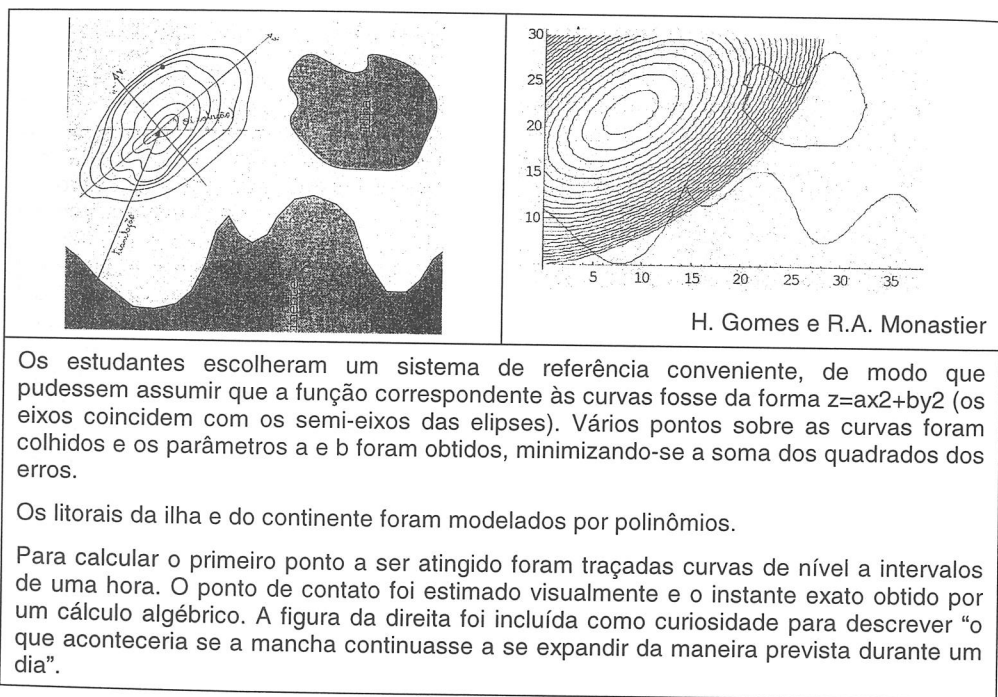 Translação
30
25
20
15
10
5
10
15
20
25
30
35
H. Gomes e R.A. Monastier
Os estudantes escolheram um sistema de referência conveniente, de modo que
pudessem assumir que a função correspondente às curvas fosse da forma z=ax2+by2 (os
eixos coincidem com os semi-eixos das elipses). Vários pontos sobre as curvas foram
colhidos e os parâmetros a e b foram obtidos, minimizando-se a soma dos quadrados dos
erros.
Os litorais da ilha e do continente foram modelados por polinômios.
Para calcular o primeiro ponto a ser atingido foram traçadas curvas de nível a intervalos
de uma hora. O ponto de contato foi estimado visualmente e o instante exato obtido por
um cálculo algébrico. A figura da direita foi incluída como curiosidade para descrever “o
que aconteceria se a mancha continuasse a se expandir da maneira prevista durante um
dia”.